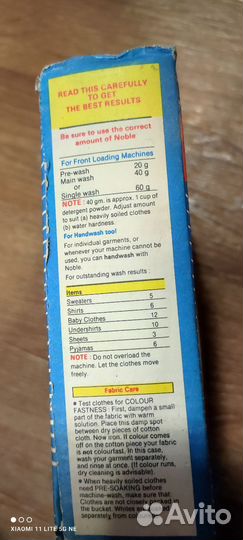 READ THIS CAREFULLY
TO GET
THE BEST RESULTS
Be sure to use the correct
amount of Noble
For Front Loading Machines
Pre-wash 20 g
Main wash 40 g
or
Single wash 60 g
NOTE : 40 gm. is approx. 1 cup of
detergent powder. Adjust amount
to suit (a) heavily soiled clothes
(b) water hardness.
For Handwash too!
For individual garments, or
whenever your machine cannot be
used, you can handwash with
Noble.
For outstanding wash results :
Items
Sweaters 5
Shirts 6
Baby Clothes 12
Undershirts 10
Sheets 3
Pyjamas 6
NOTE : Do not overload the
machine. Let the clothes move
freely.
Fabric Care
* Test clothes for COLOUR
FASTNESS : First, dampen a small
part of the fabric with warm
solution. Place this damp spot
between dry pieces of cotton
cloth. Now iron. If colour comes
off on the cotton piece your fabric
is not colourfast. In this case,
wash your garment separately,
and rinse at once. (If colour runs,
dry cleaning is advisable)
* When heavily soiled clothes
need PRE-SOAKING before
machine-wash, make sure that
Clothes are not closely packed in
the bucket. Whites
separately from
XIAOMI 11 LITE 5G NE
Avito